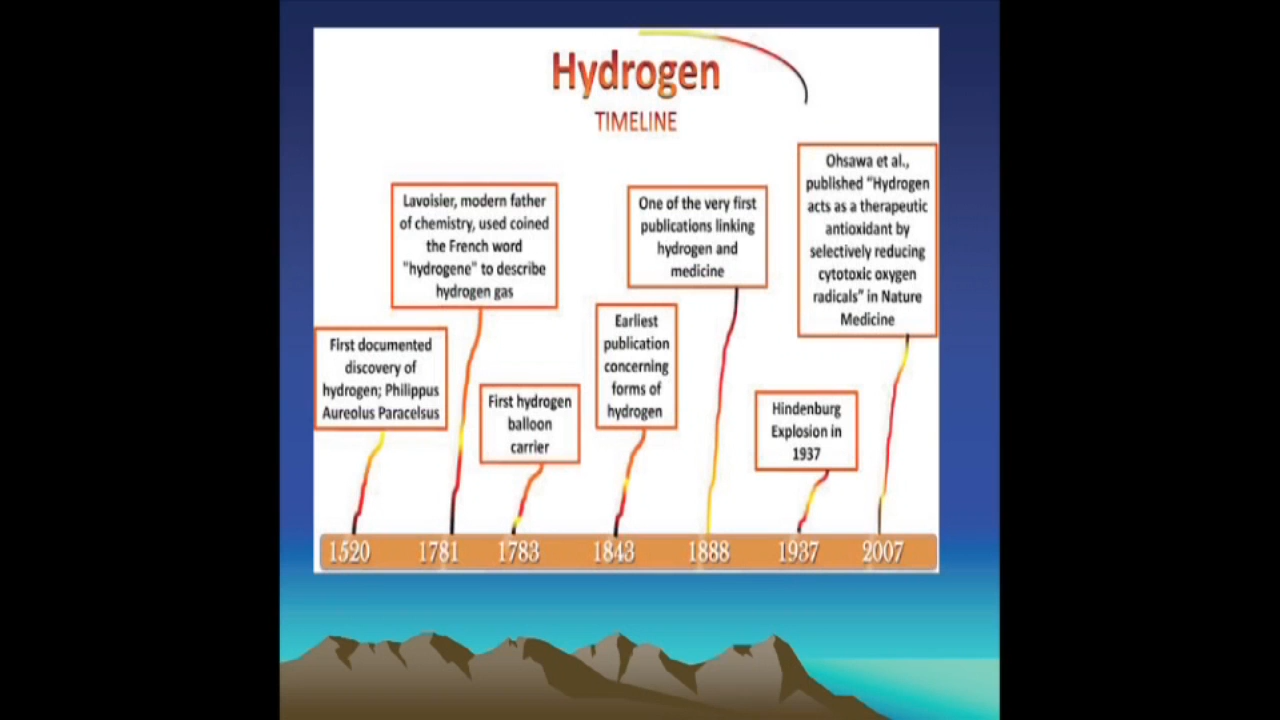 Hydrogen
TIMELINE
First documented
discovery of
hydrogen; Philippus
Aureolus Paracelsus
Lavoisier, modern father
of chemistry, used coined
the French word
"hydrogene" to describe
hydrogen gas
First hydrogen
balloon
carrier
Earliest
publication
concerning
forms of
hydrogen
One of the very first
publications linking
hydrogen and
medicine
Hindenburg
Explosion in
1937
Ohsawa et al.,
published "Hydrogen
acts as a therapeutic
antioxidant by
selectively reducing
cytotoxic oxygen
radicals" in Nature
Medicine
1520 1781 1783 1843 1888 1937 2007